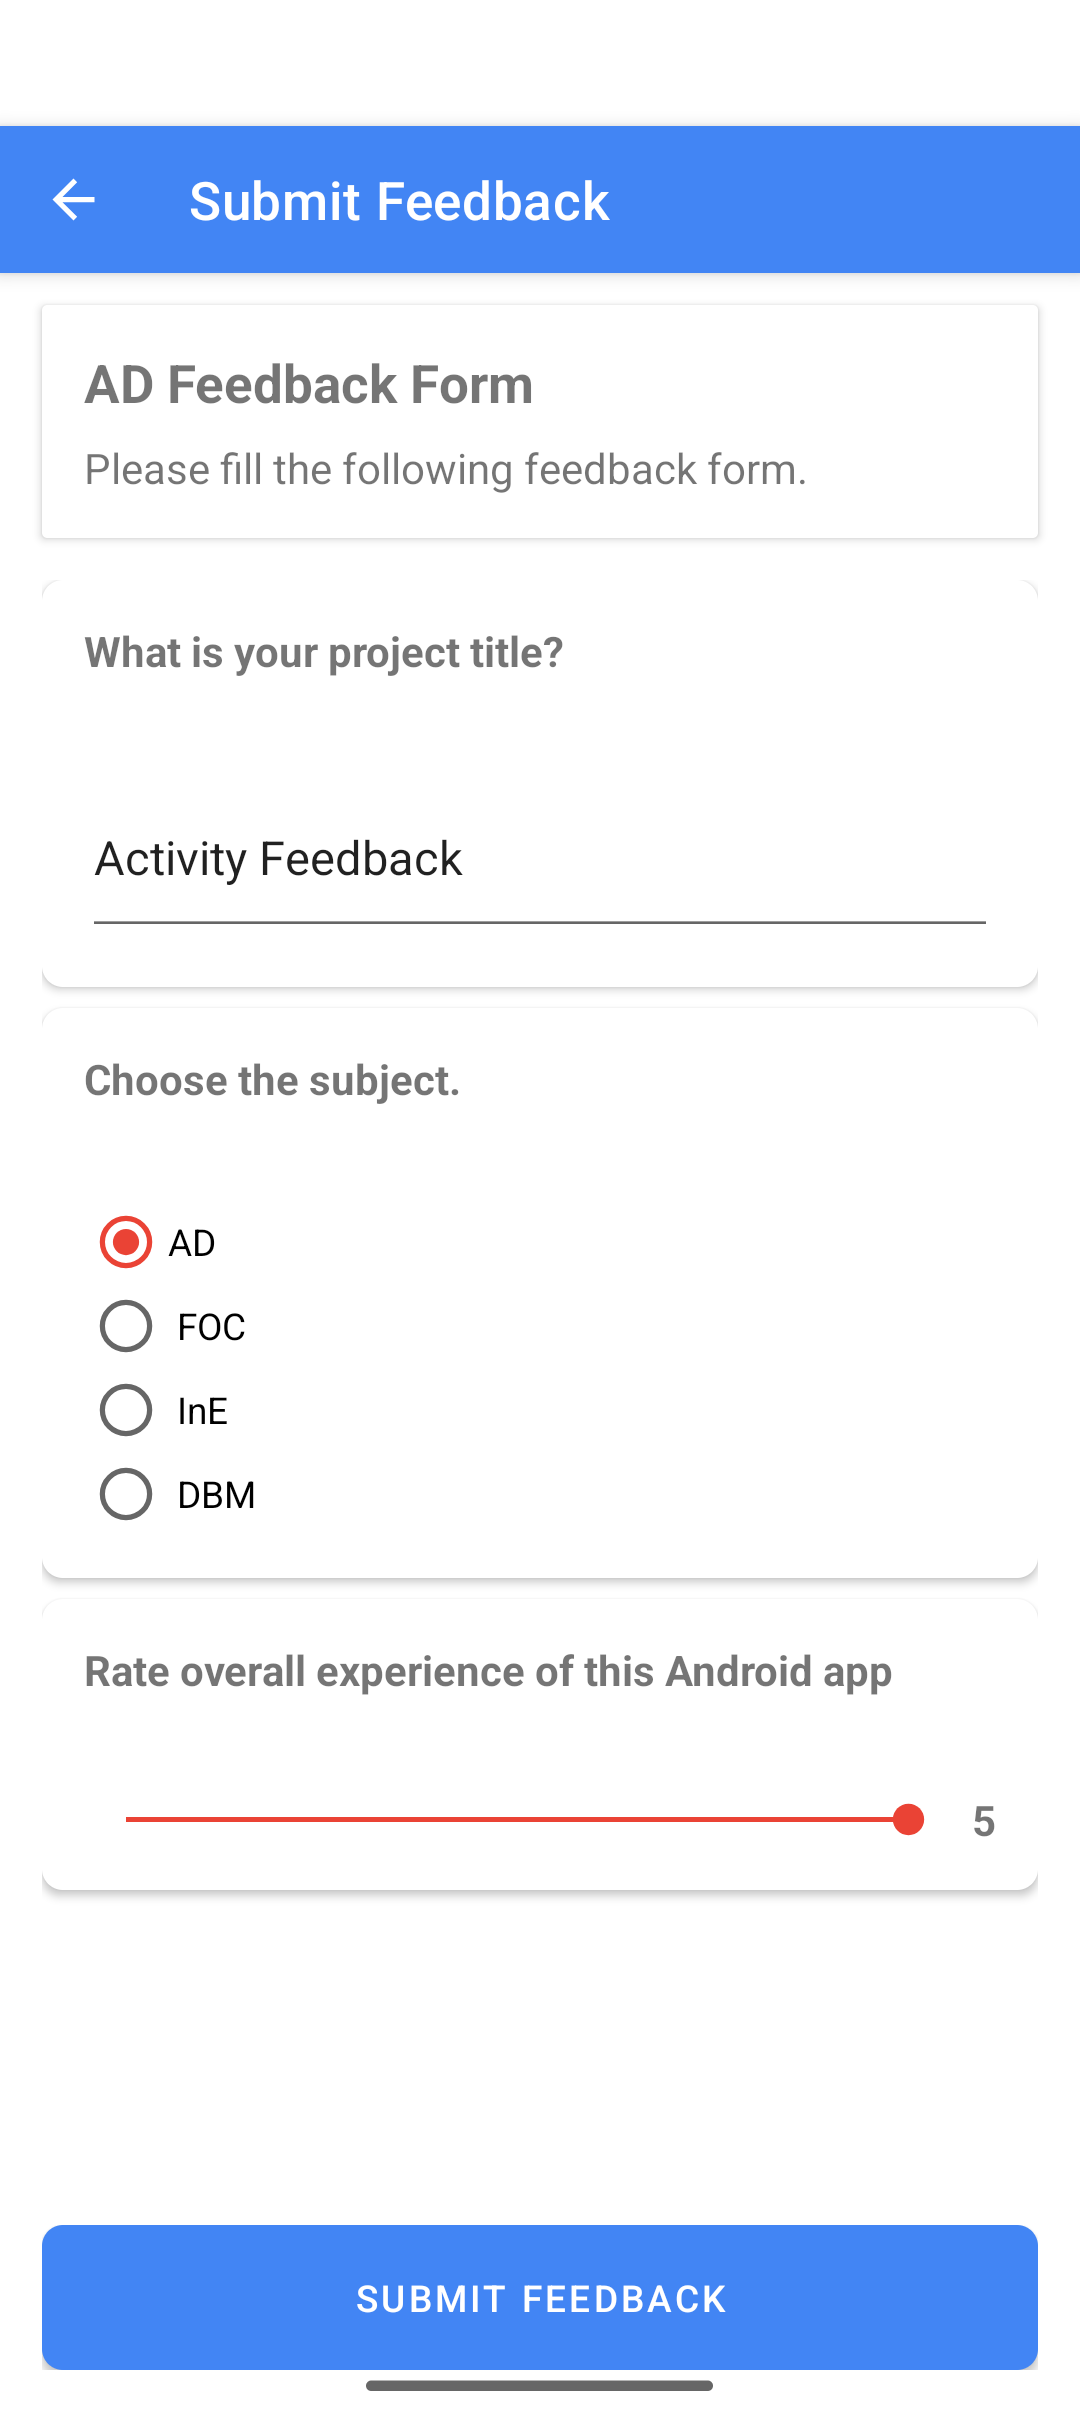 Submit Feedback
AD Feedback Form
Please fill the following feedback form.
What is your project title?
Activity Feedback
Choose the subject.
AD
FOC
InE
DBM
Rate overall experience of this Android app
5
SUBMIT FEEDBACK